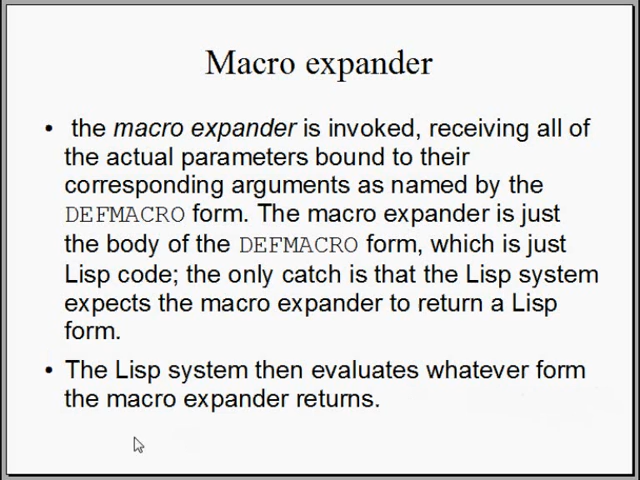 Macro expander
• the macro expander is invoked, receiving all of
the actual parameters bound to their
corresponding arguments as named by the
DEFMACRO form. The macro expander is just
the body of the DEFMACRO form, which is just
Lisp code; the only catch is that the Lisp system
expects the macro expander to return a Lisp
form.
• The Lisp system then evaluates whatever form
the macro expander returns.